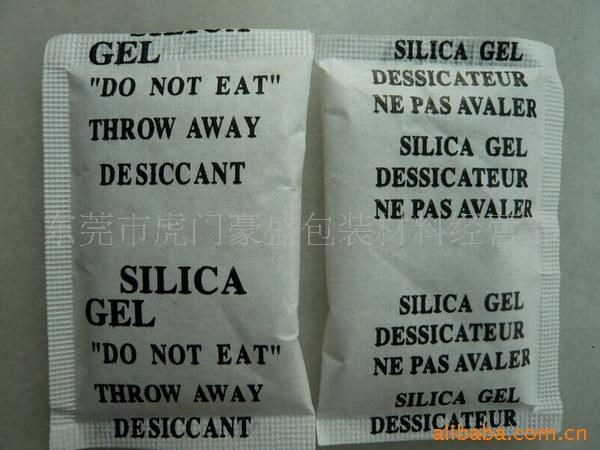 SILICA
GEL
"DO NOT EAT"
THROW AWAY
DESICCANT
SILICA
GEL
"DO NOT EAT"
THROW AWAY
DESICCANT
SILICA GEL
DESSICATEUR
NE PAS AVALER
SILICA GEL
DESSICATEUR
NE PAS AVALER
SILICA GEL
DESSICATEUR
NE PAS AVALER
SILICA GEL
DESSICATEUR
东莞市虎门豪盛包装材料经营
alibaba.com.cn